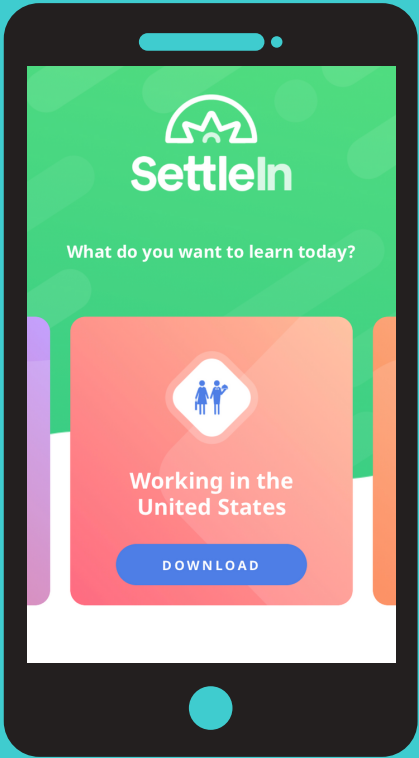 SettleIn
What do you want to learn today?
Working in the
United States
DOWNLOAD